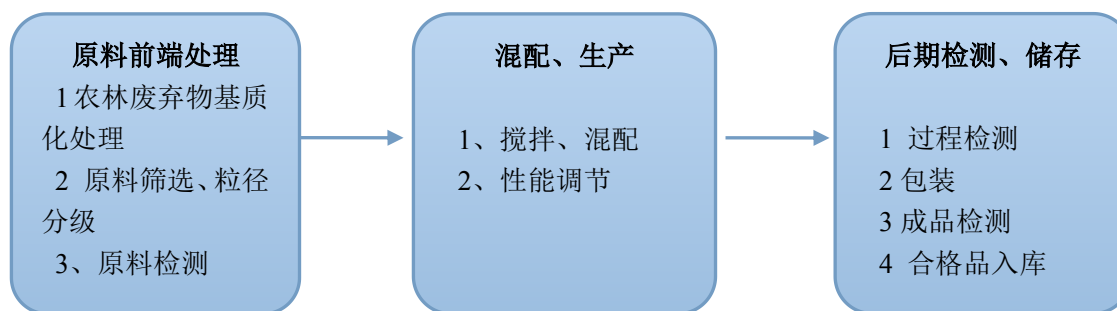 原料前端处理
1 农林废弃物基质
化处理
2 原料筛选、粒径
分级
3、原料检测
混配、生产
1、搅拌、混配
2、性能调节
后期检测、储存
1 过程检测
2 包装
3 成品检测
4 合格品入库